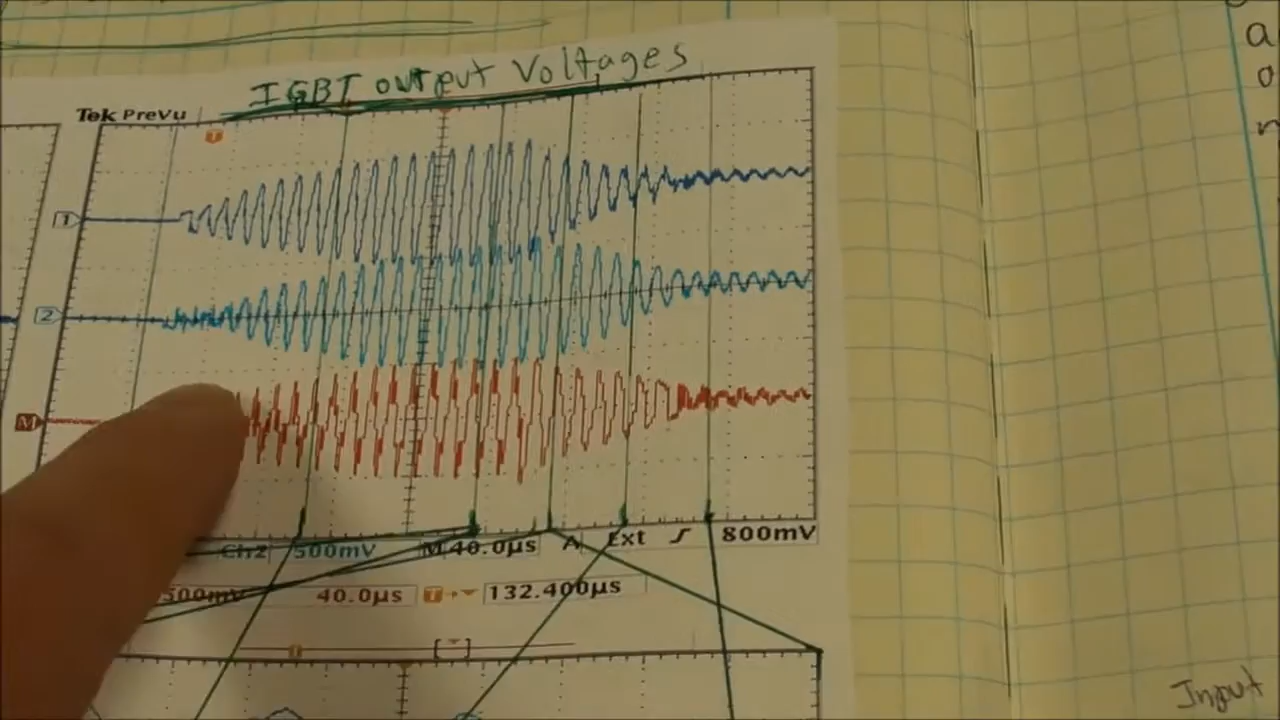 IGBT output Voltages
Tek PreVu
T
1
2
M
Ch2 500mV M 40.0µs A Ext ʃ 800mV
500mV 40.0µs T 132.400µs
a
o
n
Input